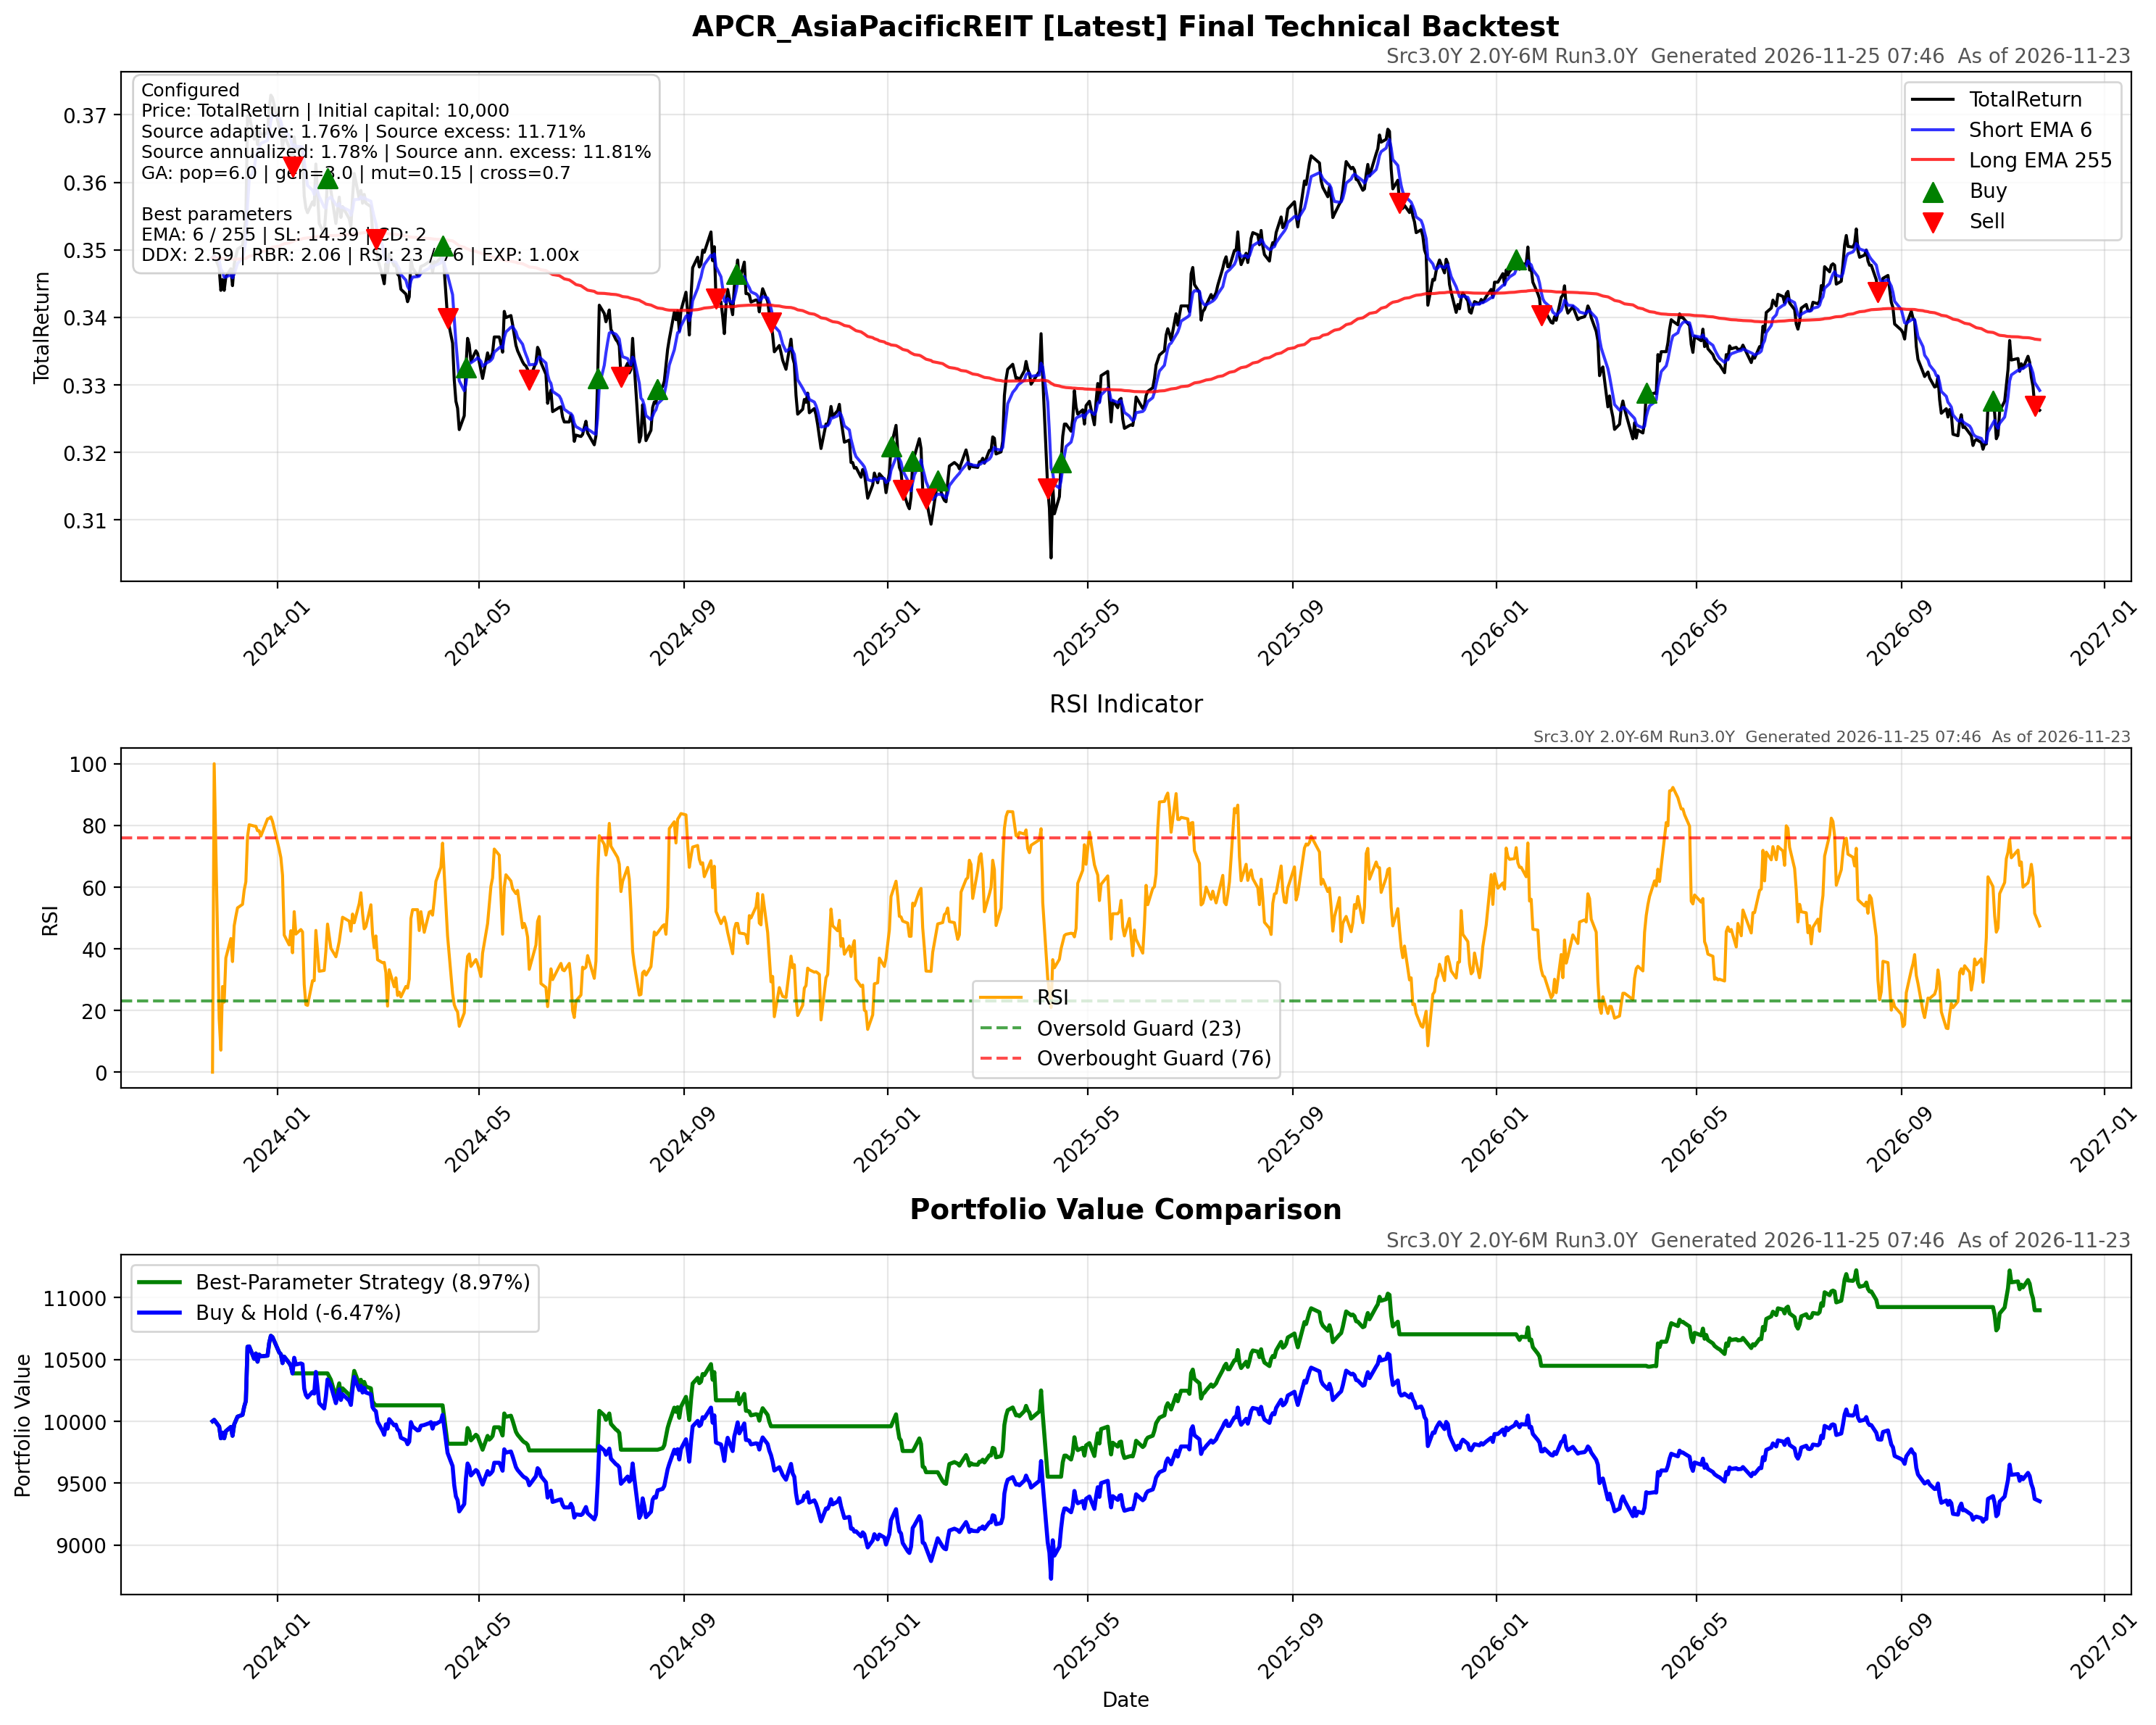 APCR_AsiaPacificREIT [Latest] Final Technical Backtest
Src3.0Y 2.0Y-6M Run3.0Y  Generated 2026-11-25 07:46  As of 2026-11-23
Configured
Price: TotalReturn | Initial capital: 10,000
Source adaptive: 1.76% | Source excess: 11.71%
Source annualized: 1.78% | Source ann. excess: 11.81%
GA: pop=6.0 | gen=3.0 | mut=0.15 | cross=0.7
Best parameters
EMA: 6 / 255 | SL: 14.39 | CD: 2
DDX: 2.59 | RBR: 2.06 | RSI: 23 / 76 | EXP: 1.00x
TotalReturn
Short EMA 6
Long EMA 255
Buy
Sell
TotalReturn
0.37
0.36
0.35
0.34
0.33
0.32
0.31
2024-01
2024-05
2024-09
2025-01
2025-05
2025-09
2026-01
2026-05
2026-09
2027-01
RSI Indicator
Src3.0Y 2.0Y-6M Run3.0Y  Generated 2026-11-25 07:46  As of 2026-11-23
RSI
100
80
60
40
20
0
RSI
Oversold Guard (23)
Overbought Guard (76)
2024-01
2024-05
2024-09
2025-01
2025-05
2025-09
2026-01
2026-05
2026-09
2027-01
Portfolio Value Comparison
Src3.0Y 2.0Y-6M Run3.0Y  Generated 2026-11-25 07:46  As of 2026-11-23
Best-Parameter Strategy (8.97%)
Buy & Hold (-6.47%)
Portfolio Value
11000
10500
10000
9500
9000
2024-01
2024-05
2024-09
2025-01
2025-05
2025-09
2026-01
2026-05
2026-09
2027-01
Date